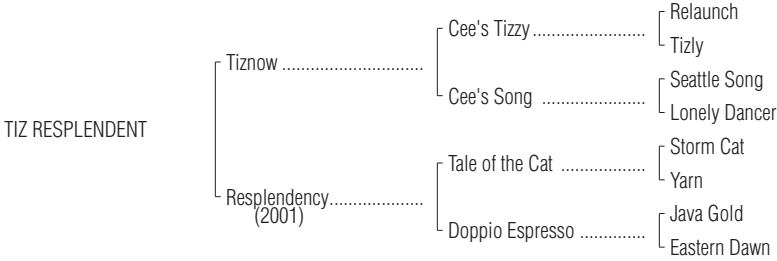 Relaunch
Cee's Tizzy........................
Tizly
Tiznow ..............................
Seattle Song
Cee's Song ......................
Lonely Dancer
TIZ RESPLENDENT
Storm Cat
Tale of the Cat ..................
Yarn
Resplendency....................
(2001)
Java Gold
Doppio Espresso ..............
Eastern Dawn